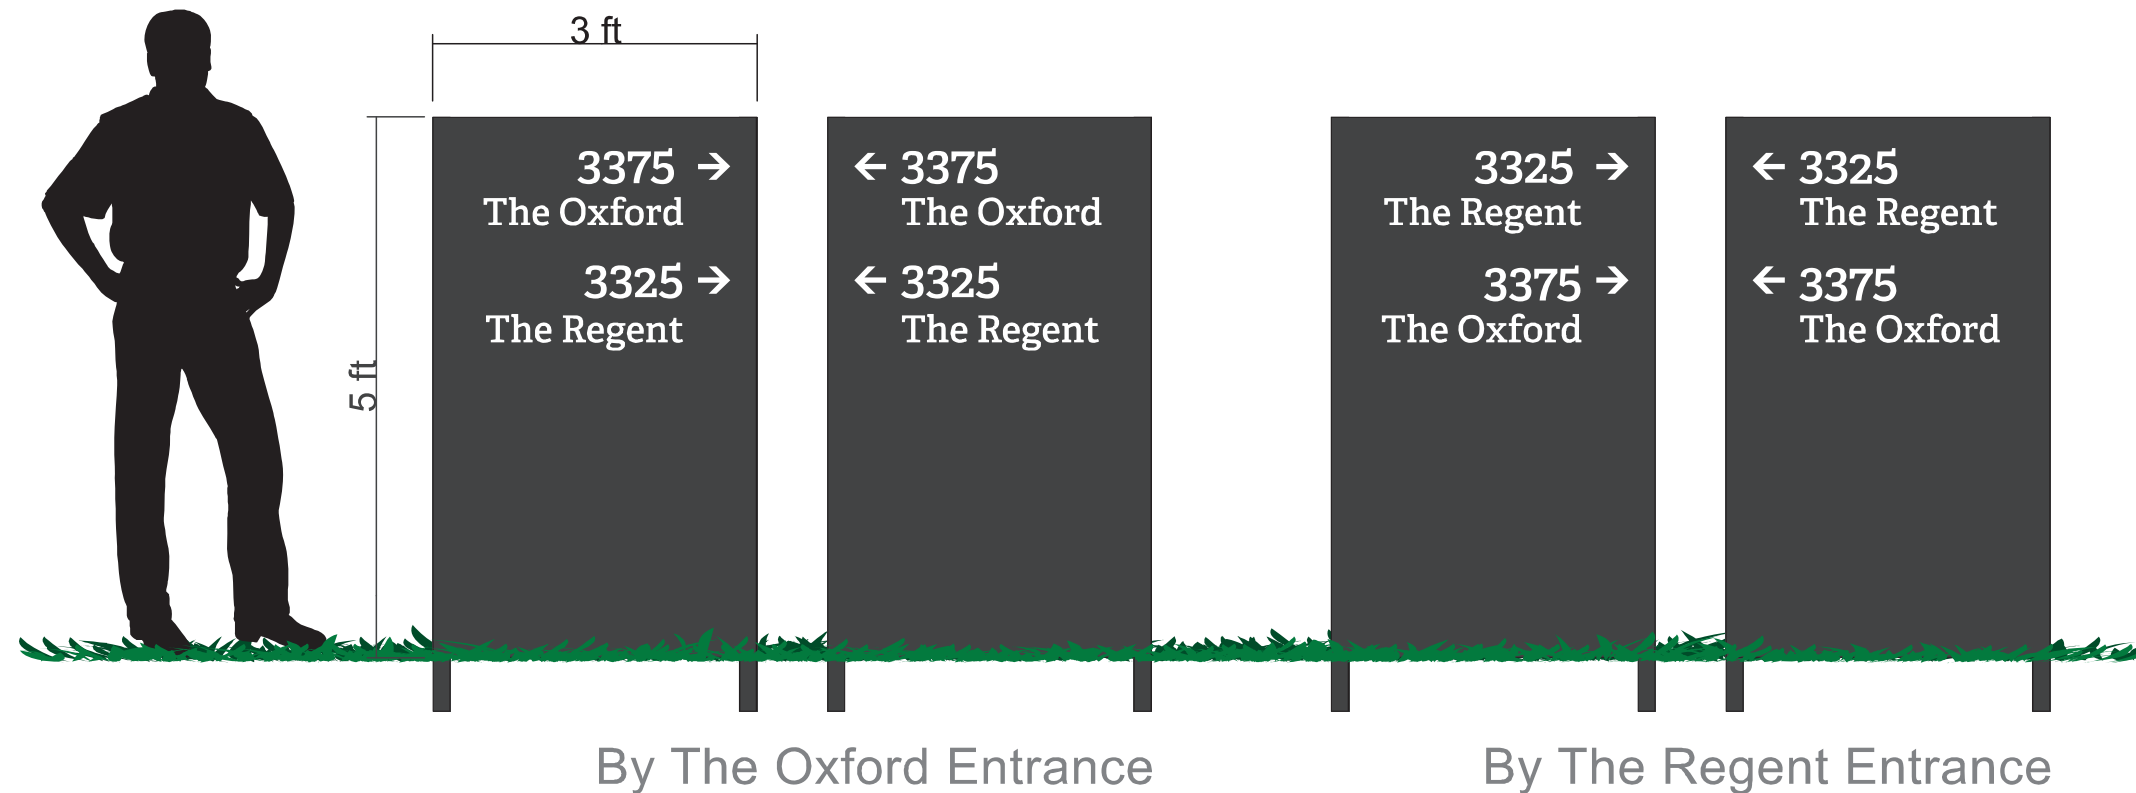 3 ft
5 ft
3375 →
The Oxford
3325 →
The Regent
← 3375
The Oxford
← 3325
The Regent
3325 →
The Regent
3375 →
The Oxford
← 3325
The Regent
← 3375
The Oxford
By The Oxford Entrance
By The Regent Entrance